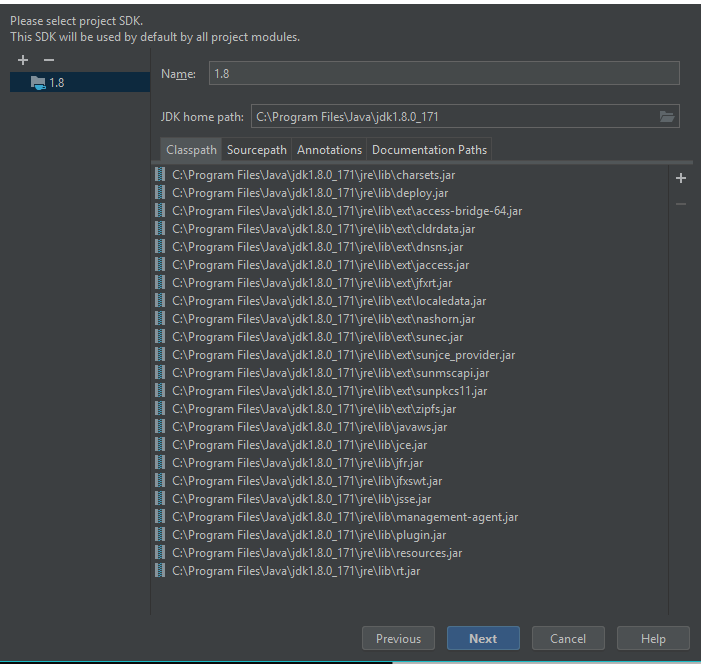 Please select project SDK.
This SDK will be used by default by all project modules.
1.8
Name: 1.8
JDK home path: C:\Program Files\Java\jdk1.8.0_171
Classpath Sourcepath Annotations Documentation Paths
C:\Program Files\Java\jdk1.8.0_171\jre\lib\charsets.jar
C:\Program Files\Java\jdk1.8.0_171\jre\lib\deploy.jar
C:\Program Files\Java\jdk1.8.0_171\jre\lib\ext\access-bridge-64.jar
C:\Program Files\Java\jdk1.8.0_171\jre\lib\ext\cldrdata.jar
C:\Program Files\Java\jdk1.8.0_171\jre\lib\ext\dnsns.jar
C:\Program Files\Java\jdk1.8.0_171\jre\lib\ext\jaccess.jar
C:\Program Files\Java\jdk1.8.0_171\jre\lib\ext\jfxrt.jar
C:\Program Files\Java\jdk1.8.0_171\jre\lib\ext\localedata.jar
C:\Program Files\Java\jdk1.8.0_171\jre\lib\ext\nashorn.jar
C:\Program Files\Java\jdk1.8.0_171\jre\lib\ext\sunec.jar
C:\Program Files\Java\jdk1.8.0_171\jre\lib\ext\sunjce_provider.jar
C:\Program Files\Java\jdk1.8.0_171\jre\lib\ext\sunmscapi.jar
C:\Program Files\Java\jdk1.8.0_171\jre\lib\ext\sunpkcs11.jar
C:\Program Files\Java\jdk1.8.0_171\jre\lib\ext\zipfs.jar
C:\Program Files\Java\jdk1.8.0_171\jre\lib\javaws.jar
C:\Program Files\Java\jdk1.8.0_171\jre\lib\jce.jar
C:\Program Files\Java\jdk1.8.0_171\jre\lib\jfr.jar
C:\Program Files\Java\jdk1.8.0_171\jre\lib\jfxswt.jar
C:\Program Files\Java\jdk1.8.0_171\jre\lib\jsse.jar
C:\Program Files\Java\jdk1.8.0_171\jre\lib\management-agent.jar
C:\Program Files\Java\jdk1.8.0_171\jre\lib\plugin.jar
C:\Program Files\Java\jdk1.8.0_171\jre\lib\resources.jar
C:\Program Files\Java\jdk1.8.0_171\jre\lib\rt.jar
Previous Next Cancel Help